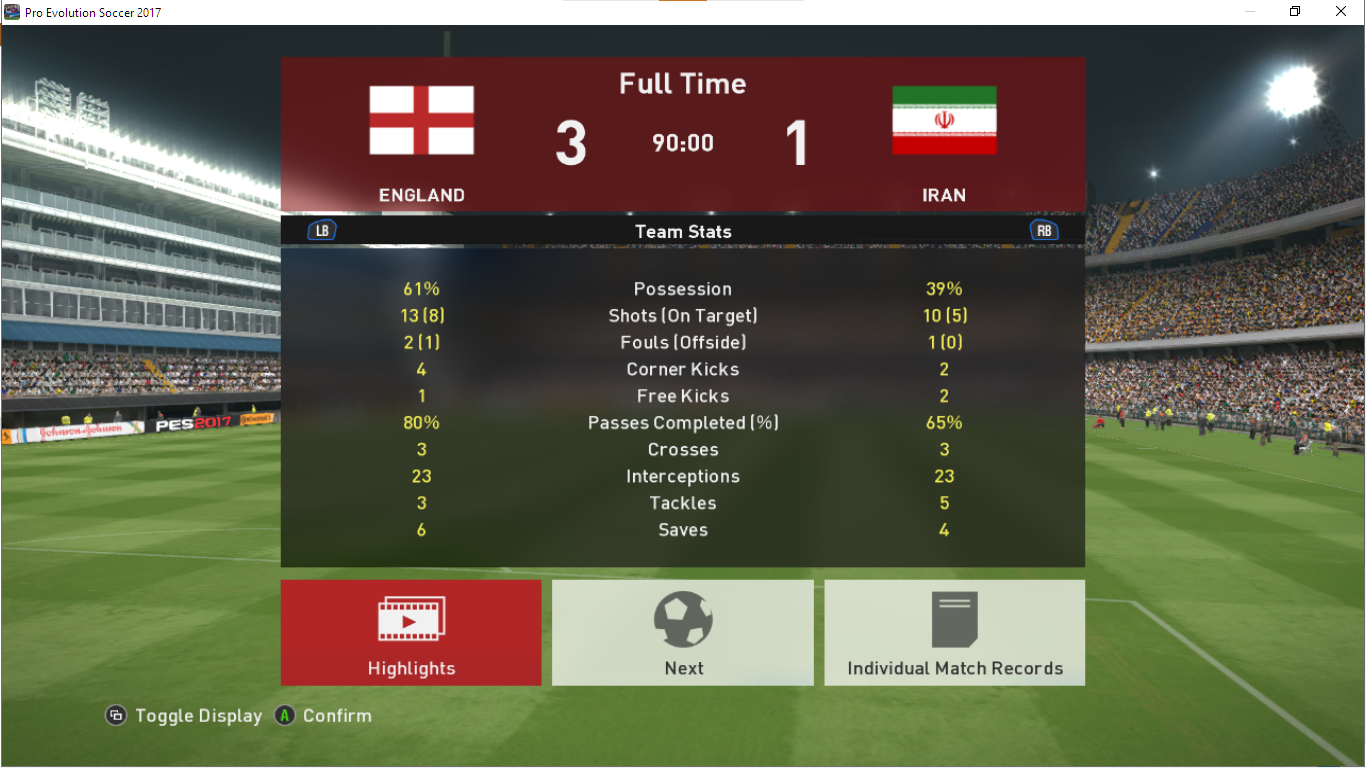 Pro Evolution Soccer 2017
Full Time
3 90:00 1
ENGLAND IRAN
LB Team Stats RB
61% Possession 39%
13 (8) Shots (On Target) 10 (5)
2 (1) Fouls (Offside) 1 (0)
4 Corner Kicks 2
1 Free Kicks 2
80% Passes Completed (%) 65%
3 Crosses 3
23 Interceptions 23
3 Tackles 5
6 Saves 4
Johnson & Johnson PES2017 Continental
Highlights Next Individual Match Records
Toggle Display A Confirm